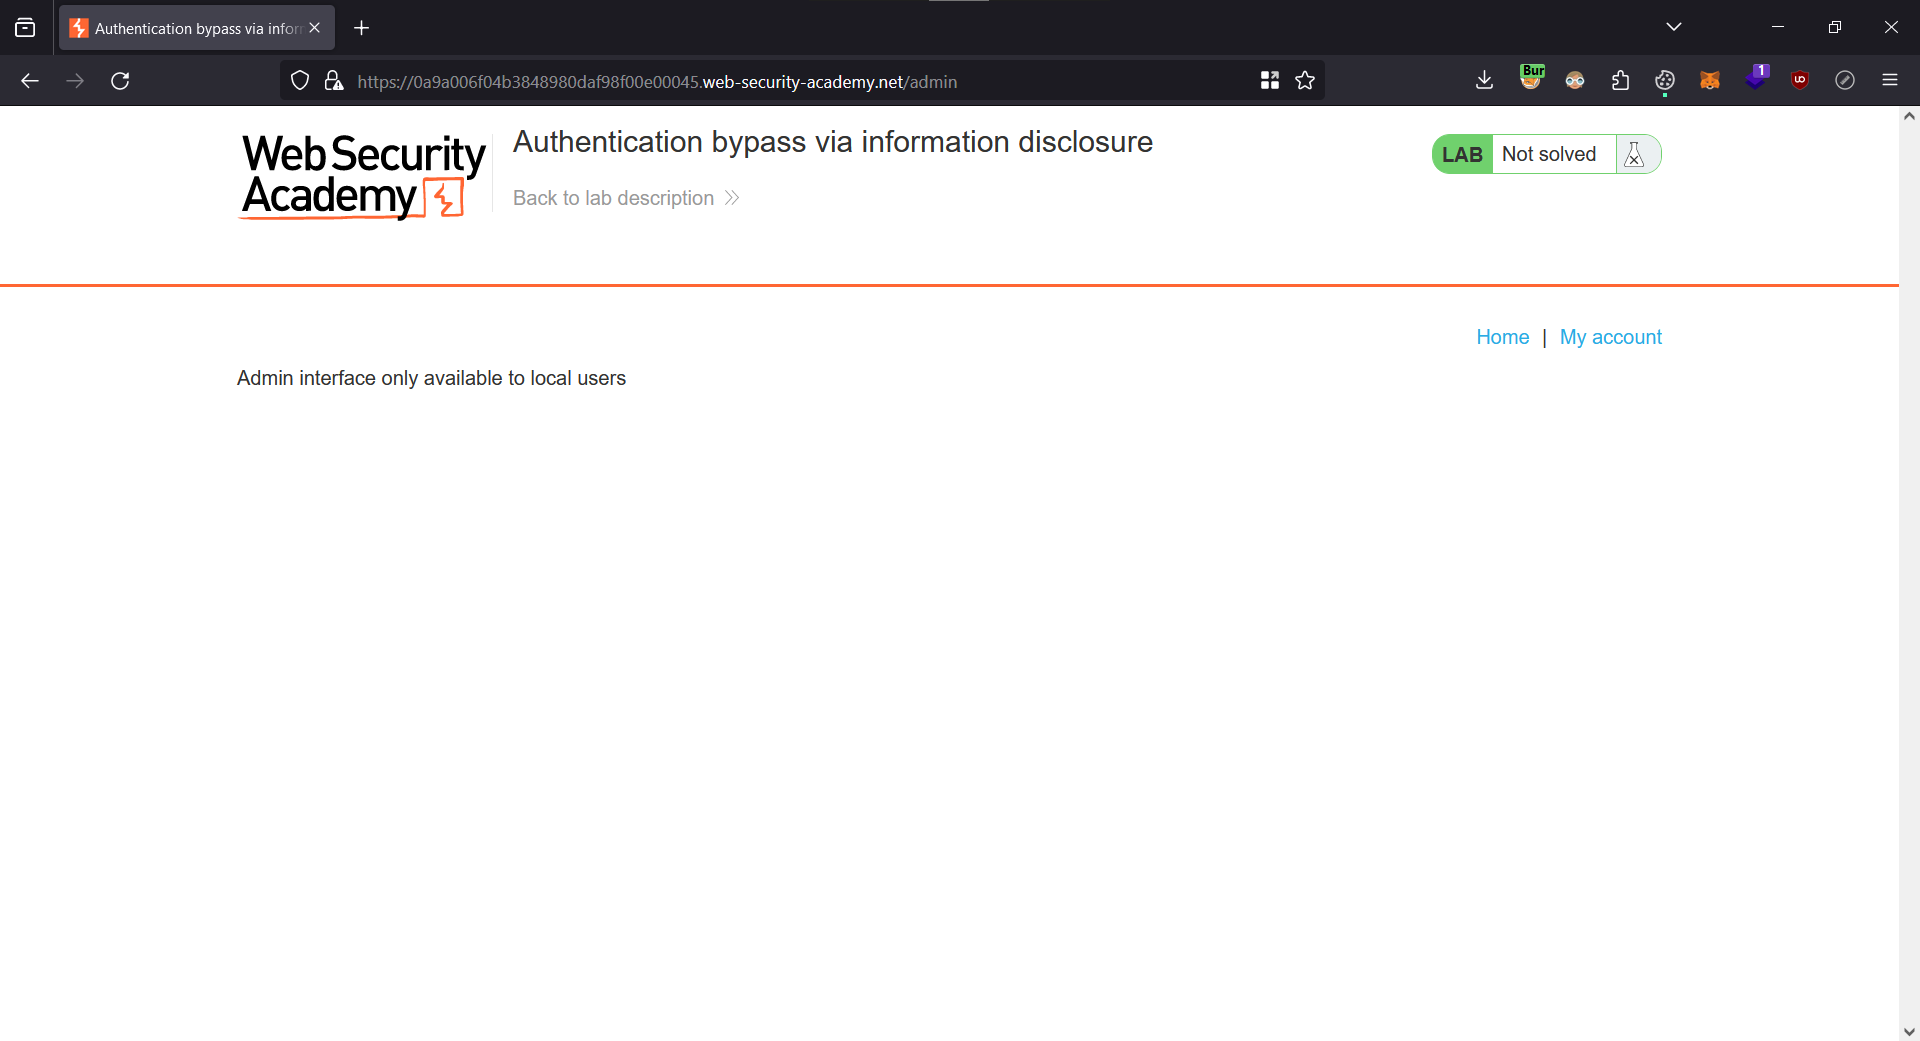 Authentication bypass via infor
https://0a9a006f04b3848980daf98f00e00045.web-security-academy.net/admin
Bur
1
Web Security
Academy
Authentication bypass via information disclosure
Back to lab description
LAB Not solved
Home | My account
Admin interface only available to local users